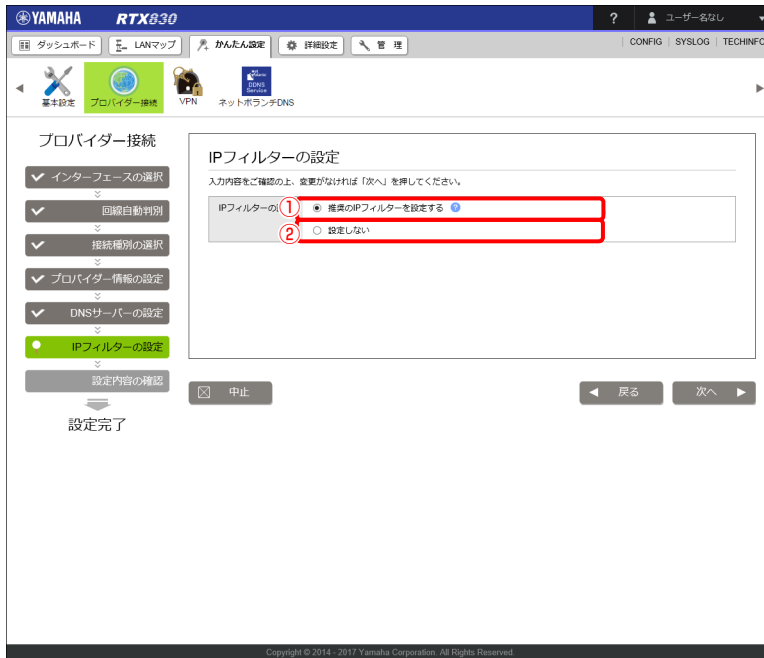 YAMAHA RTX830 ? ユーザー名なし
ダッシュボード LANマップ かんたん設定 詳細設定 管 理 CONFIG SYSLOG TECHINFO
Net Volante DDNS Service
基本設定 プロバイダー接続 VPN ネットボランチDNS
プロバイダー接続
インターフェースの選択
回線自動判別
接続種別の選択
プロバイダー情報の設定
DNSサーバーの設定
IPフィルターの設定
設定内容の確認
設定完了
IPフィルターの設定
入力内容をご確認の上、変更がなければ「次へ」を押してください。
IPフィルターの ① 推奨のIPフィルターを設定する ?
② 設定しない
中止 戻る 次へ
Copyright © 2014 - 2017 Yamaha Corporation. All Rights Reserved.